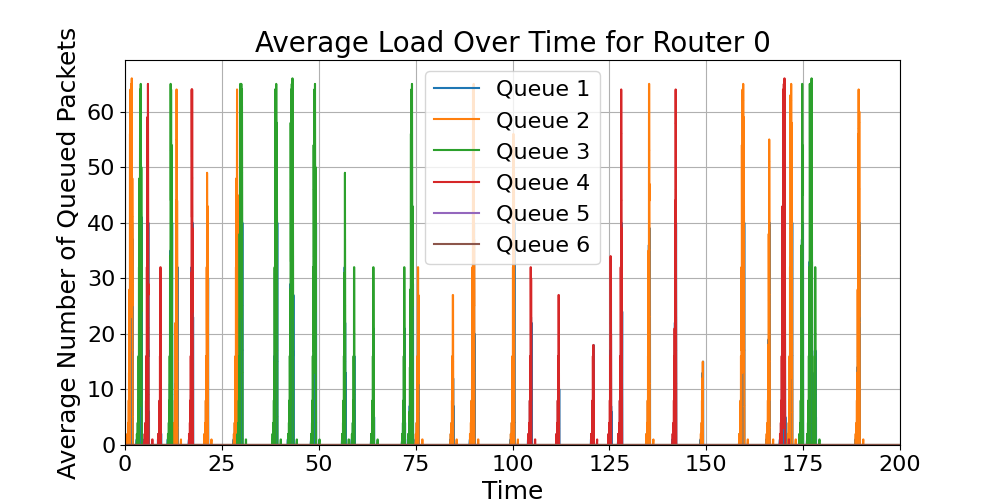 Average Load Over Time for Router 0
Average Number of Queued Packets
60
50
40
30
20
10
0
Queue 1
Queue 2
Queue 3
Queue 4
Queue 5
Queue 6
0 25 50 75 100 125 150 175 200
Time